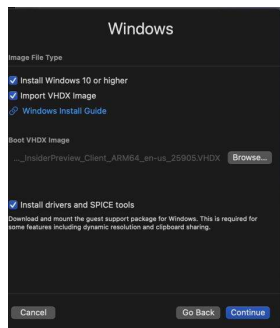 Windows
Image File Type
Install Windows 10 or higher
Import VHDX Image
Windows Install Guide
Boot VHDX Image
..._InsiderPreview_Client_ARM64_en-us_25905.VHDX Browse...
Install drivers and SPICE tools
Download and mount the guest support package for Windows. This is required for
some features including dynamic resolution and clipboard sharing.
Cancel Go Back Continue